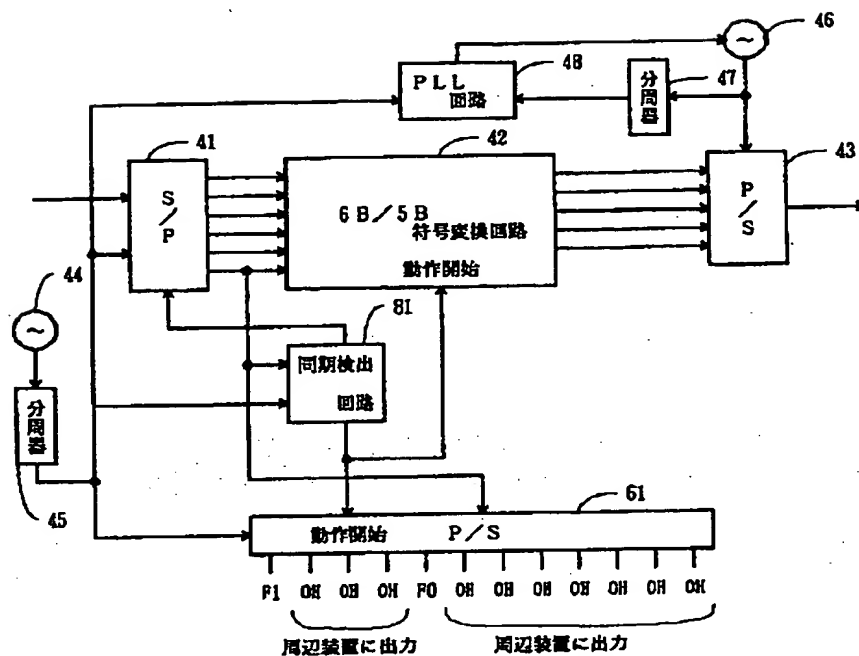 46
48
47
PLL
回路
分周器
41
42
43
S/P
6B/5B
符号変換回路
動作開始
P/S
44
81
同期検出
回路
分周器
45
61
動作開始 P/S
F1 OH OH OH F0 OH OH OH OH OH OH OH
周辺装置に出力 周辺装置に出力